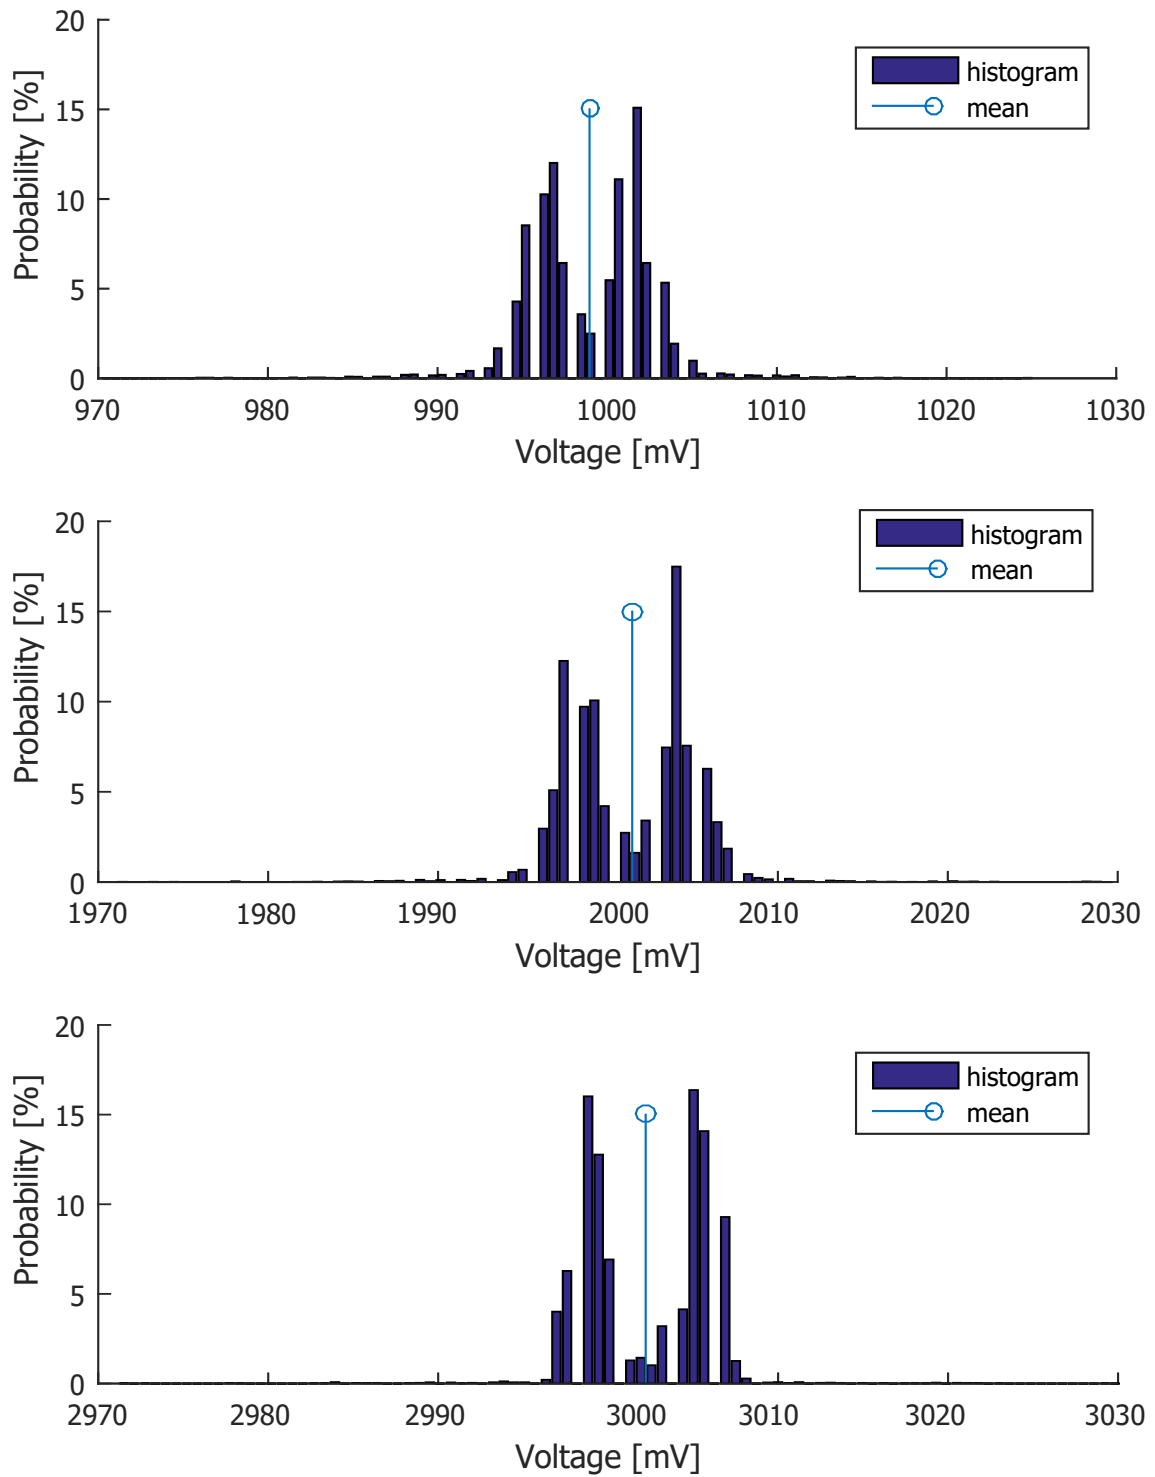 20
15
10
5
0
Probability [%]
histogram
mean
970 980 990 1000 1010 1020 1030
Voltage [mV]
20
15
10
5
0
Probability [%]
histogram
mean
1970 1980 1990 2000 2010 2020 2030
Voltage [mV]
20
15
10
5
0
Probability [%]
histogram
mean
2970 2980 2990 3000 3010 3020 3030
Voltage [mV]